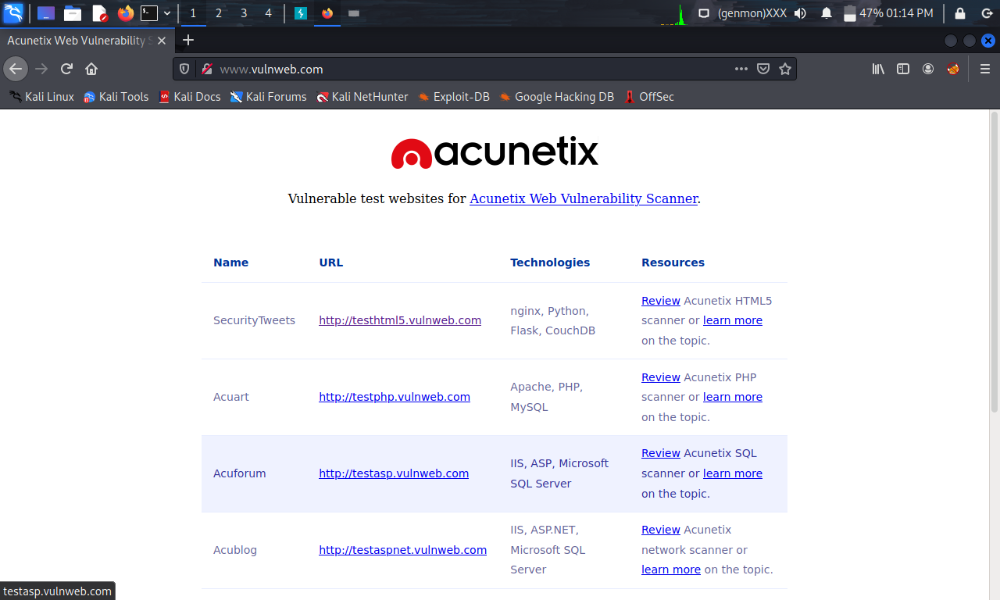 1 2 3 4 (genmon)XXX 47% 01:14 PM
Acunetix Web Vulnerability S
www.vulnweb.com
Kali Linux Kali Tools Kali Docs Kali Forums Kali NetHunter Exploit-DB Google Hacking DB OffSec
acunetix
Vulnerable test websites for Acunetix Web Vulnerability Scanner.
Name URL Technologies Resources
SecurityTweets http://testhtml5.vulnweb.com nginx, Python,
Flask, CouchDB
Review Acunetix HTML5
scanner or learn more
on the topic.
Acuart http://testphp.vulnweb.com Apache, PHP,
MySQL
Review Acunetix PHP
scanner or learn more
on the topic.
Acuforum http://testasp.vulnweb.com IIS, ASP, Microsoft
SQL Server
Review Acunetix SQL
scanner or learn more
on the topic.
Acublog http://testaspnet.vulnweb.com IIS, ASP.NET,
Microsoft SQL
Server
Review Acunetix
network scanner or
learn more on the topic.
testasp.vulnweb.com